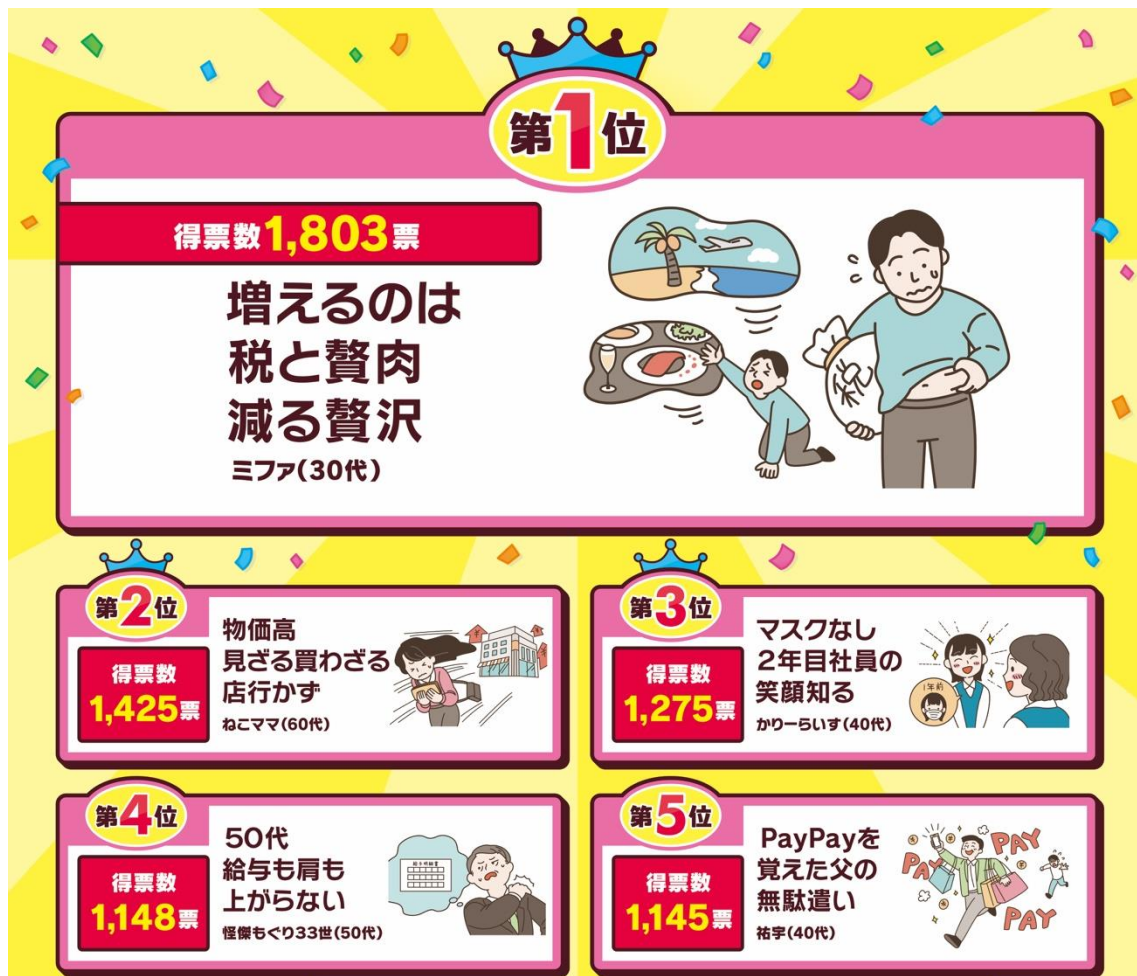 第1位
得票数1,803票
増えるのは
税と贅肉
減る贅沢
ミファ(30代)
第2位
得票数
1,425票
物価高
見ざる買わざる
店行かず
ねこママ(60代)
第3位
得票数
1,275票
マスクなし
2年目社員の
笑顔知る
かりーらいす(40代)
1年前
第4位
得票数
1,148票
50代
給与も肩も
上がらない
怪傑もぐり33世(50代)
給与明細書
第5位
得票数
1,145票
PayPayを
覚えた父の
無駄遣い
祐宇(40代)
PAY
PAY
PAY
PAY